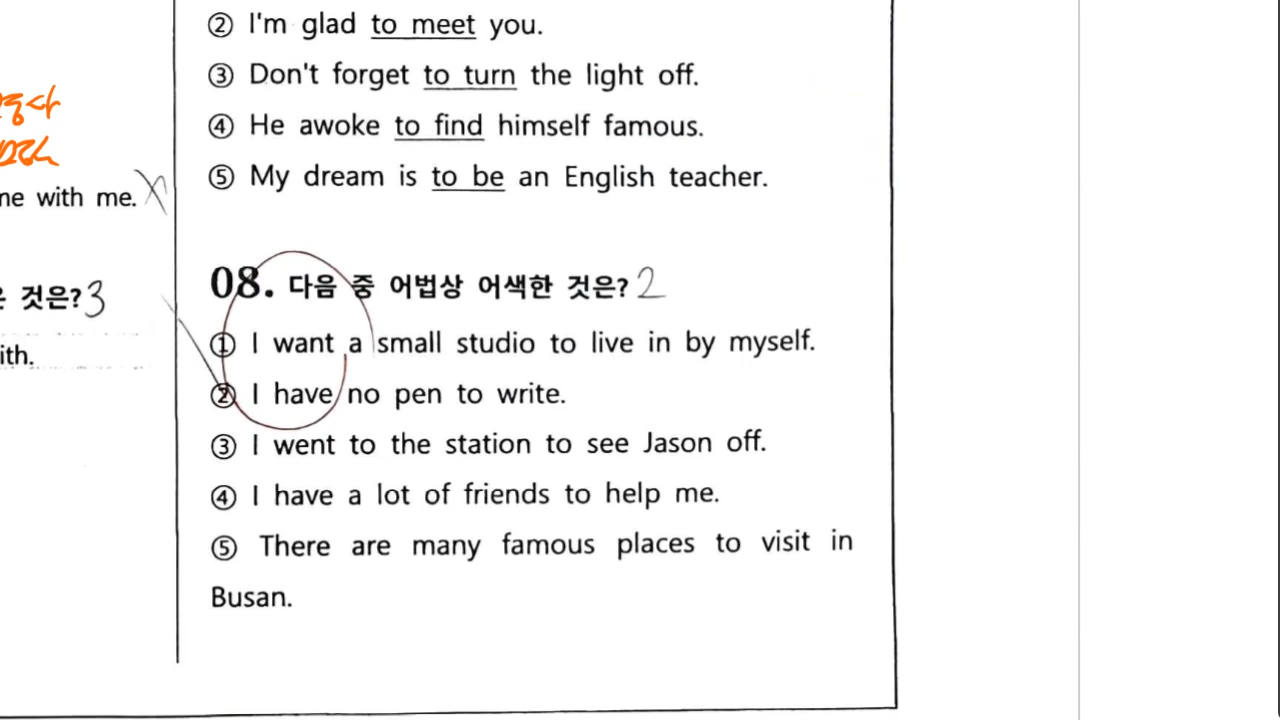 ② I'm glad to meet you.
③ Don't forget to turn the light off.
④ He awoke to find himself famous.
⑤ My dream is to be an English teacher.
me with me.
08. 다음 중 어법상 어색한 것은? 2
것은? 3
① I want a small studio to live in by myself.
ith.
② I have no pen to write.
③ I went to the station to see Jason off.
④ I have a lot of friends to help me.
⑤ There are many famous places to visit in
Busan.